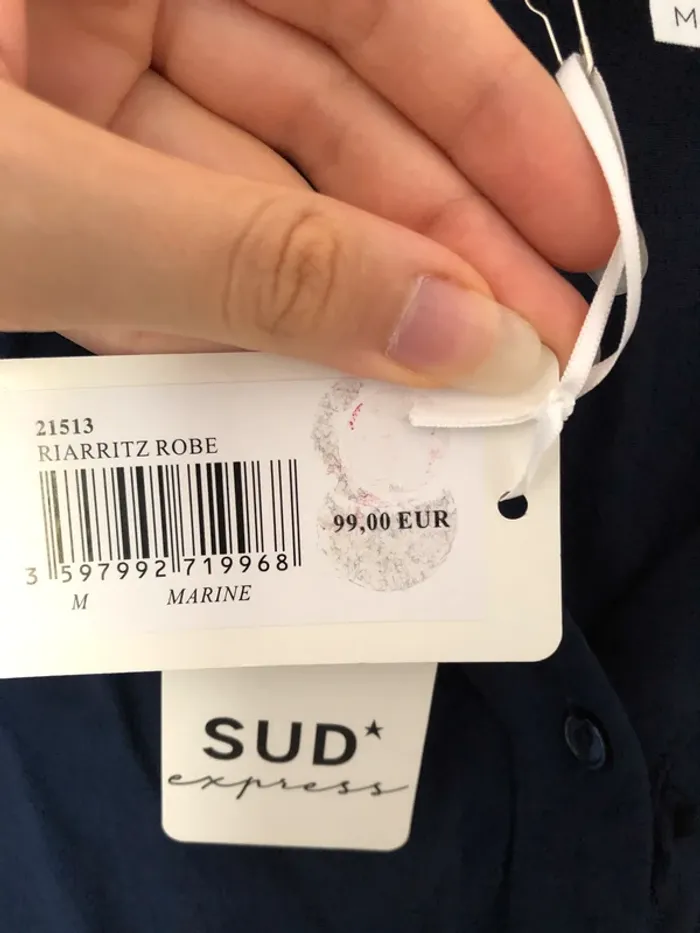 M
21513
RIARRITZ ROBE
99,00 EUR
3 597992 719968
M MARINE
SUD*
express